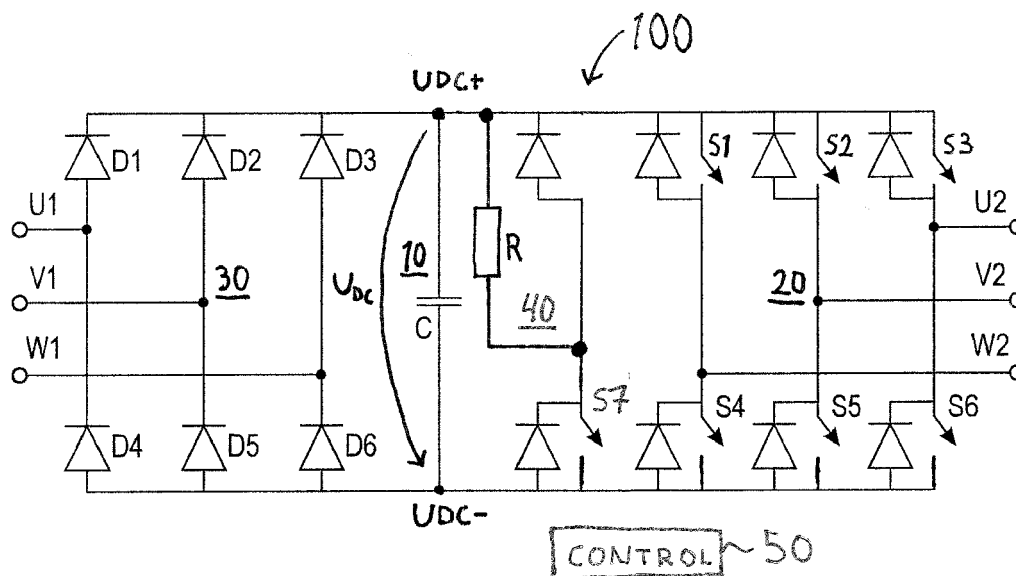 100
UDC+
D1 D2 D3 S1 S2 S3
U1 U2
10 R
V1 30 UDC 20 V2
C 40
W1 W2
S7 S4 S5 S6
D4 D5 D6
UDC-
CONTROL 50